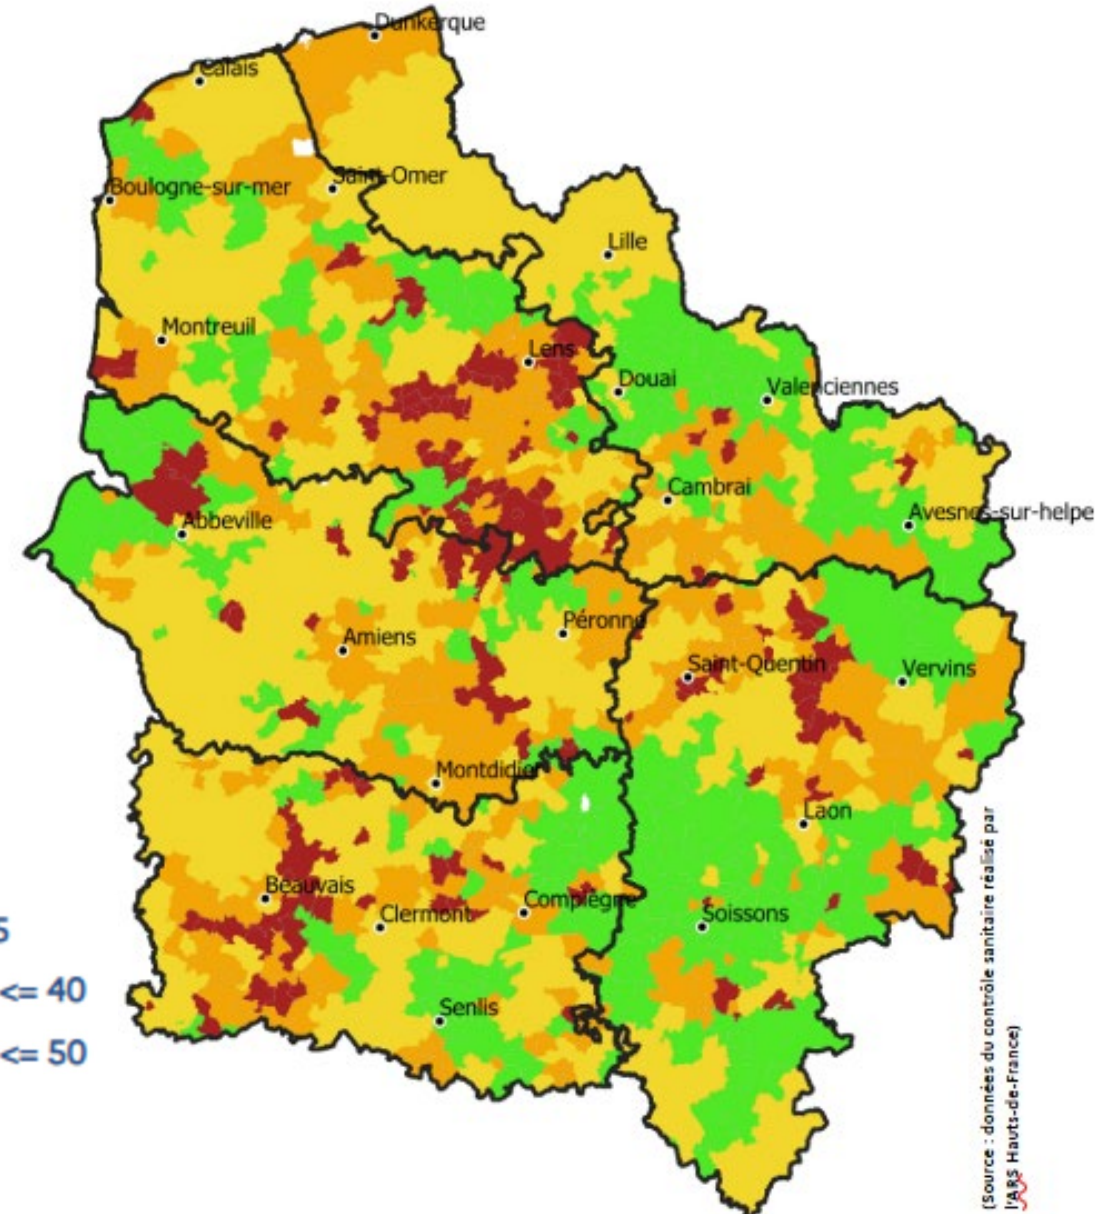 Dunkerque
Calais
Saint-Omer
Boulogne-sur-mer
Lille
Montreuil
Lens
Douai
Valenciennes
Cambrai
Avesnes-sur-helpe
Abbeville
Péronne
Amiens
Saint-Quentin
Vervins
Montdidier
Laon
Beauvais
Clermont
Compiègne
Soissons
5
<= 40
<= 50
Senlis
(Source : données du contrôle sanitaire réalisé par
l'ARS Hauts-de-France)